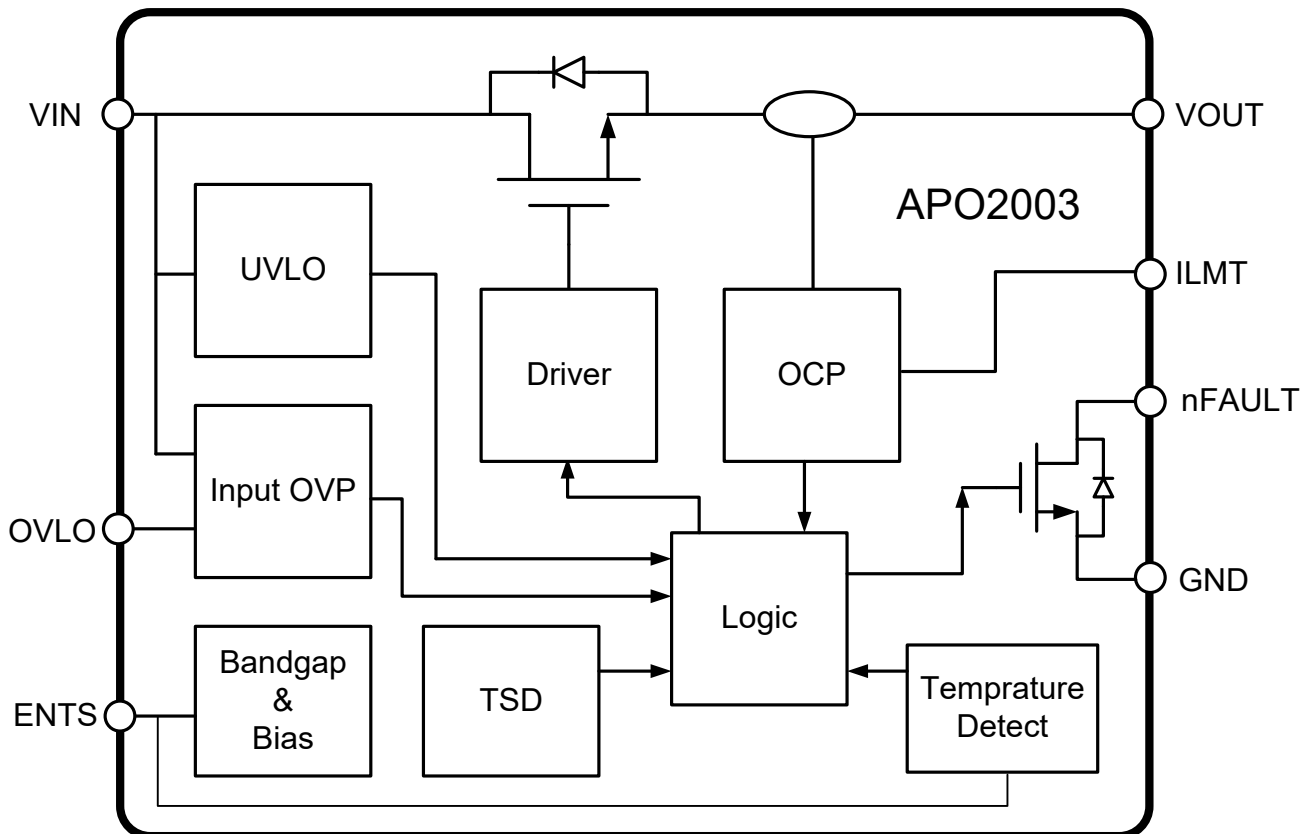 VIN
VOUT
APO2003
UVLO
ILMT
Driver
OCP
nFAULT
Input OVP
OVLO
GND
Logic
Bandgap
&
Bias
TSD
Temprature
Detect
ENTS